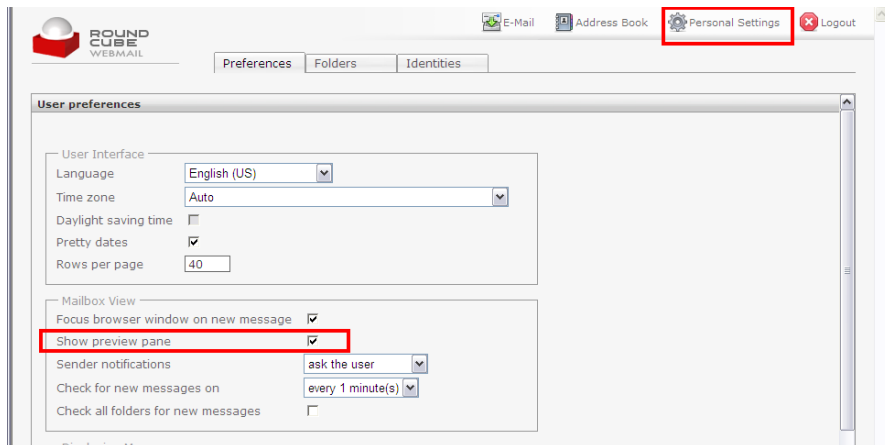 ROUND
CUBE
WEBMAIL
E-Mail Address Book Personal Settings Logout
Preferences Folders Identities
User preferences
User Interface
Language English (US)
Time zone Auto
Daylight saving time
Pretty dates
Rows per page 40
Mailbox View
Focus browser window on new message
Show preview pane
Sender notifications ask the user
Check for new messages on every 1 minute(s)
Check all folders for new messages